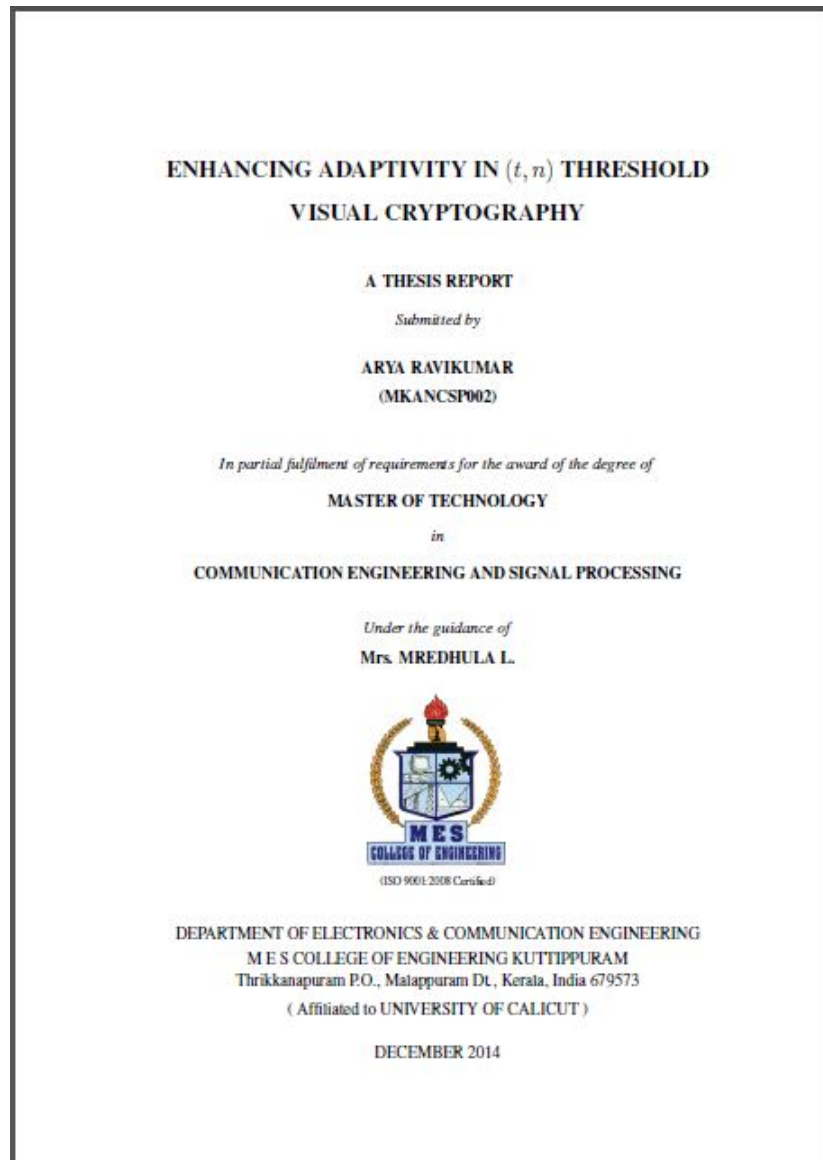 ENHANCING ADAPTIVITY IN (t, n) THRESHOLD
VISUAL CRYPTOGRAPHY
A THESIS REPORT
Submitted by
ARYA RAVIKUMAR
(MKANCSP002)
In partial fulfilment of requirements for the award of the degree of
MASTER OF TECHNOLOGY
in
COMMUNICATION ENGINEERING AND SIGNAL PROCESSING
Under the guidance of
Mrs. MREDHULA L.
M E S
COLLEGE OF ENGINEERING
(ISO 9001:2008 Certified)
DEPARTMENT OF ELECTRONICS & COMMUNICATION ENGINEERING
M E S COLLEGE OF ENGINEERING KUTTIPPURAM
Thrikkanapuram P.O., Malappuram Dt., Kerala, India 679573
( Affiliated to UNIVERSITY OF CALICUT )
DECEMBER 2014